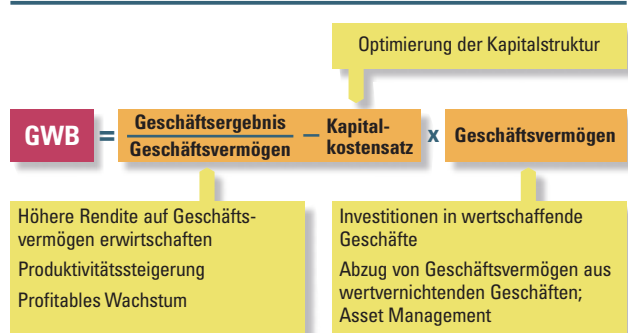 Optimierung der Kapitalstruktur
GWB = Geschäftsergebnis
Geschäftsvermögen
– Kapital-
kostensatz
x Geschäftsvermögen
Höhere Rendite auf Geschäfts-
vermögen erwirtschaften
Produktivitätssteigerung
Profitables Wachstum
Investitionen in wertschaffende
Geschäfte
Abzug von Geschäftsvermögen aus
wertvernichtenden Geschäften;
Asset Management